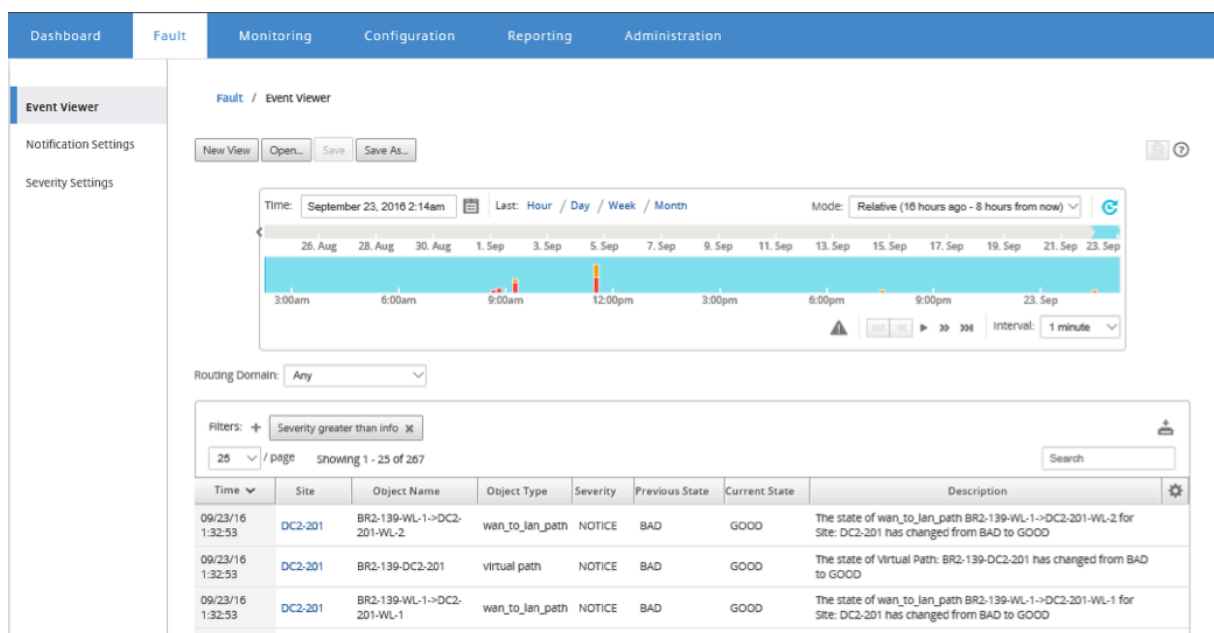 Dashboard Fault Monitoring Configuration Reporting Administration
Event Viewer
Notification Settings
Severity Settings
Fault / Event Viewer
New View Open... Save Save As...
Time: September 23, 2016 2:14am Last: Hour / Day / Week / Month Mode: Relative (16 hours ago - 8 hours from now)
26. Aug 28. Aug 30. Aug 1. Sep 3. Sep 5. Sep 7. Sep 9. Sep 11. Sep 13. Sep 15. Sep 17. Sep 19. Sep 21. Sep 23. Sep
3:00am 6:00am 9:00am 12:00pm 3:00pm 6:00pm 9:00pm 23. Sep
Interval: 1 minute
Routing Domain: Any
Filters: + Severity greater than info ×
25 / page Showing 1 - 25 of 267 Search
Time Site Object Name Object Type Severity Previous State Current State Description
09/23/16
1:32:53
DC2-201
BR2-139-WL-1->DC2-
201-WL-2
wan_to_lan_path NOTICE BAD GOOD
The state of wan_to_lan_path BR2-139-WL-1->DC2-201-WL-2 for
Site: DC2-201 has changed from BAD to GOOD
09/23/16
1:32:53
DC2-201 BR2-139-DC2-201 virtual path NOTICE BAD GOOD
The state of Virtual Path: BR2-139-DC2-201 has changed from BAD
to GOOD
09/23/16
1:32:53
DC2-201
BR2-139-WL-1->DC2-
201-WL-1
wan_to_lan_path NOTICE BAD GOOD
The state of wan_to_lan_path BR2-139-WL-1->DC2-201-WL-1 for
Site: DC2-201 has changed from BAD to GOOD